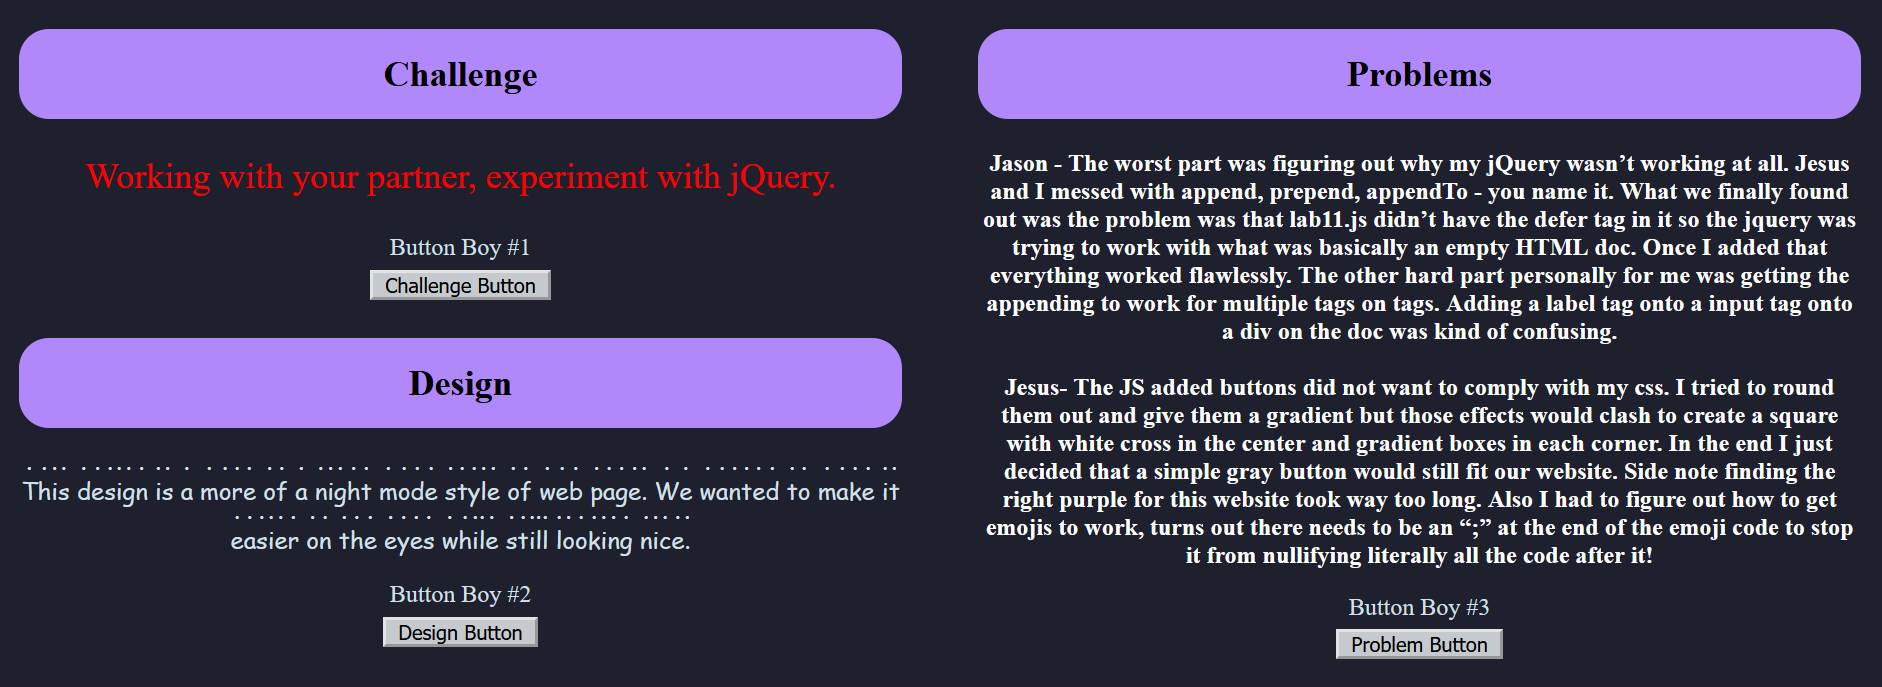 Challenge
Working with your partner, experiment with jQuery.
Button Boy #1
Challenge Button
Design
This design is a more of a night mode style of web page. We wanted to make it
easier on the eyes while still looking nice.
Button Boy #2
Design Button
Problems
Jason - The worst part was figuring out why my jQuery wasn’t working at all. Jesus
and I messed with append, prepend, appendTo - you name it. What we finally found
out was the problem was that lab11.js didn’t have the defer tag in it so the jquery was
trying to work with what was basically an empty HTML doc. Once I added that
everything worked flawlessly. The other hard part personally for me was getting the
appending to work for multiple tags on tags. Adding a label tag onto a input tag onto
a div on the doc was kind of confusing.
Jesus- The JS added buttons did not want to comply with my css. I tried to round
them out and give them a gradient but those effects would clash to create a square
with white cross in the center and gradient boxes in each corner. In the end I just
decided that a simple gray button would still fit our website. Side note finding the
right purple for this website took way too long. Also I had to figure out how to get
emojis to work, turns out there needs to be an “;” at the end of the emoji code to stop
it from nullifying literally all the code after it!
Button Boy #3
Problem Button